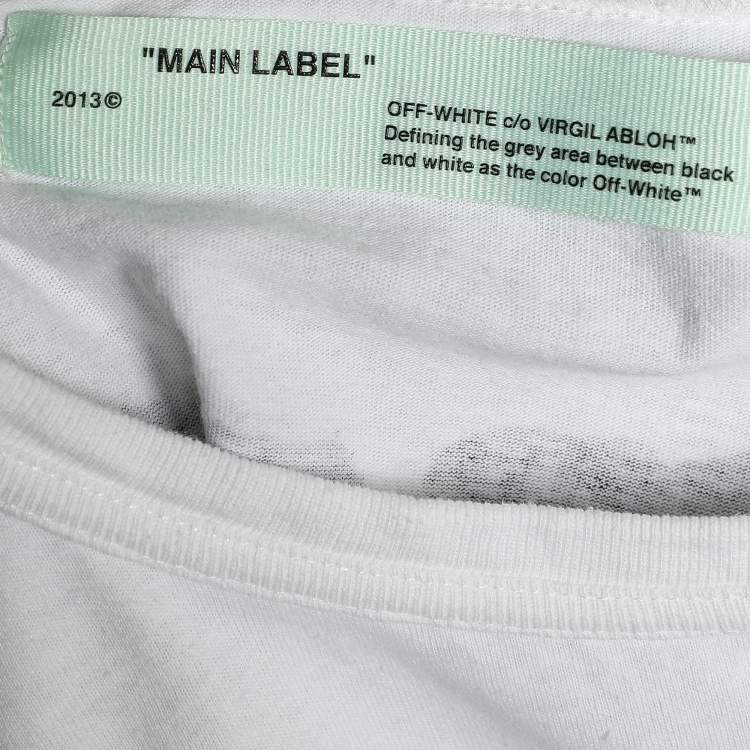 "MAIN LABEL"
2013©
OFF-WHITE c/o VIRGIL ABLOH™
Defining the grey area between black
and white as the color Off-White™